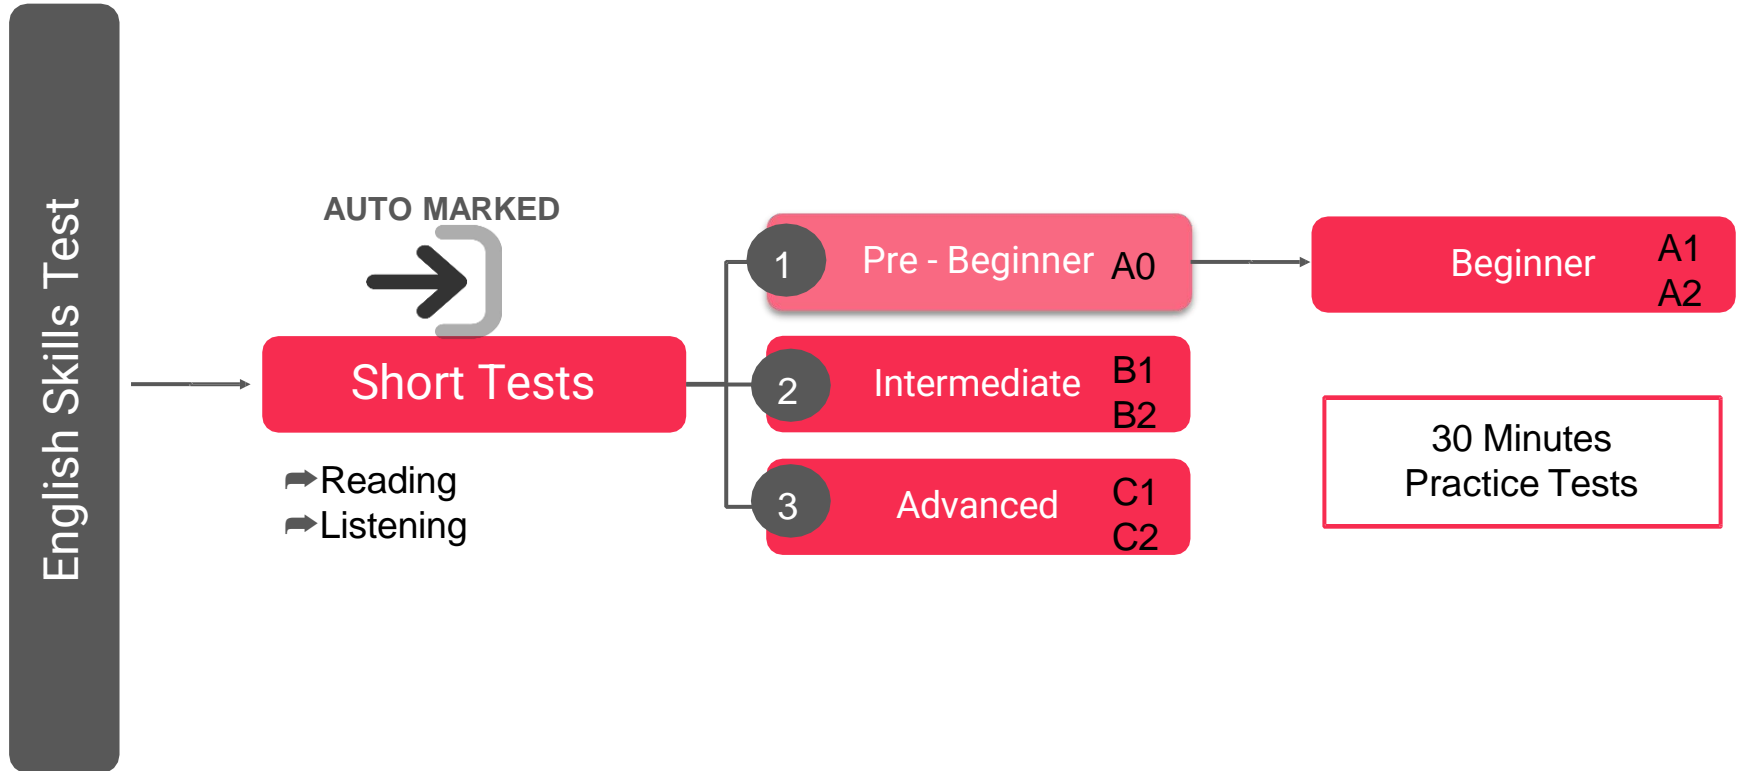 English Skills Test
AUTO MARKED
Short Tests
Reading
Listening
1
Pre - Beginner A0
2
Intermediate B1
B2
3
Advanced C1
C2
Beginner A1
A2
30 Minutes
Practice Tests